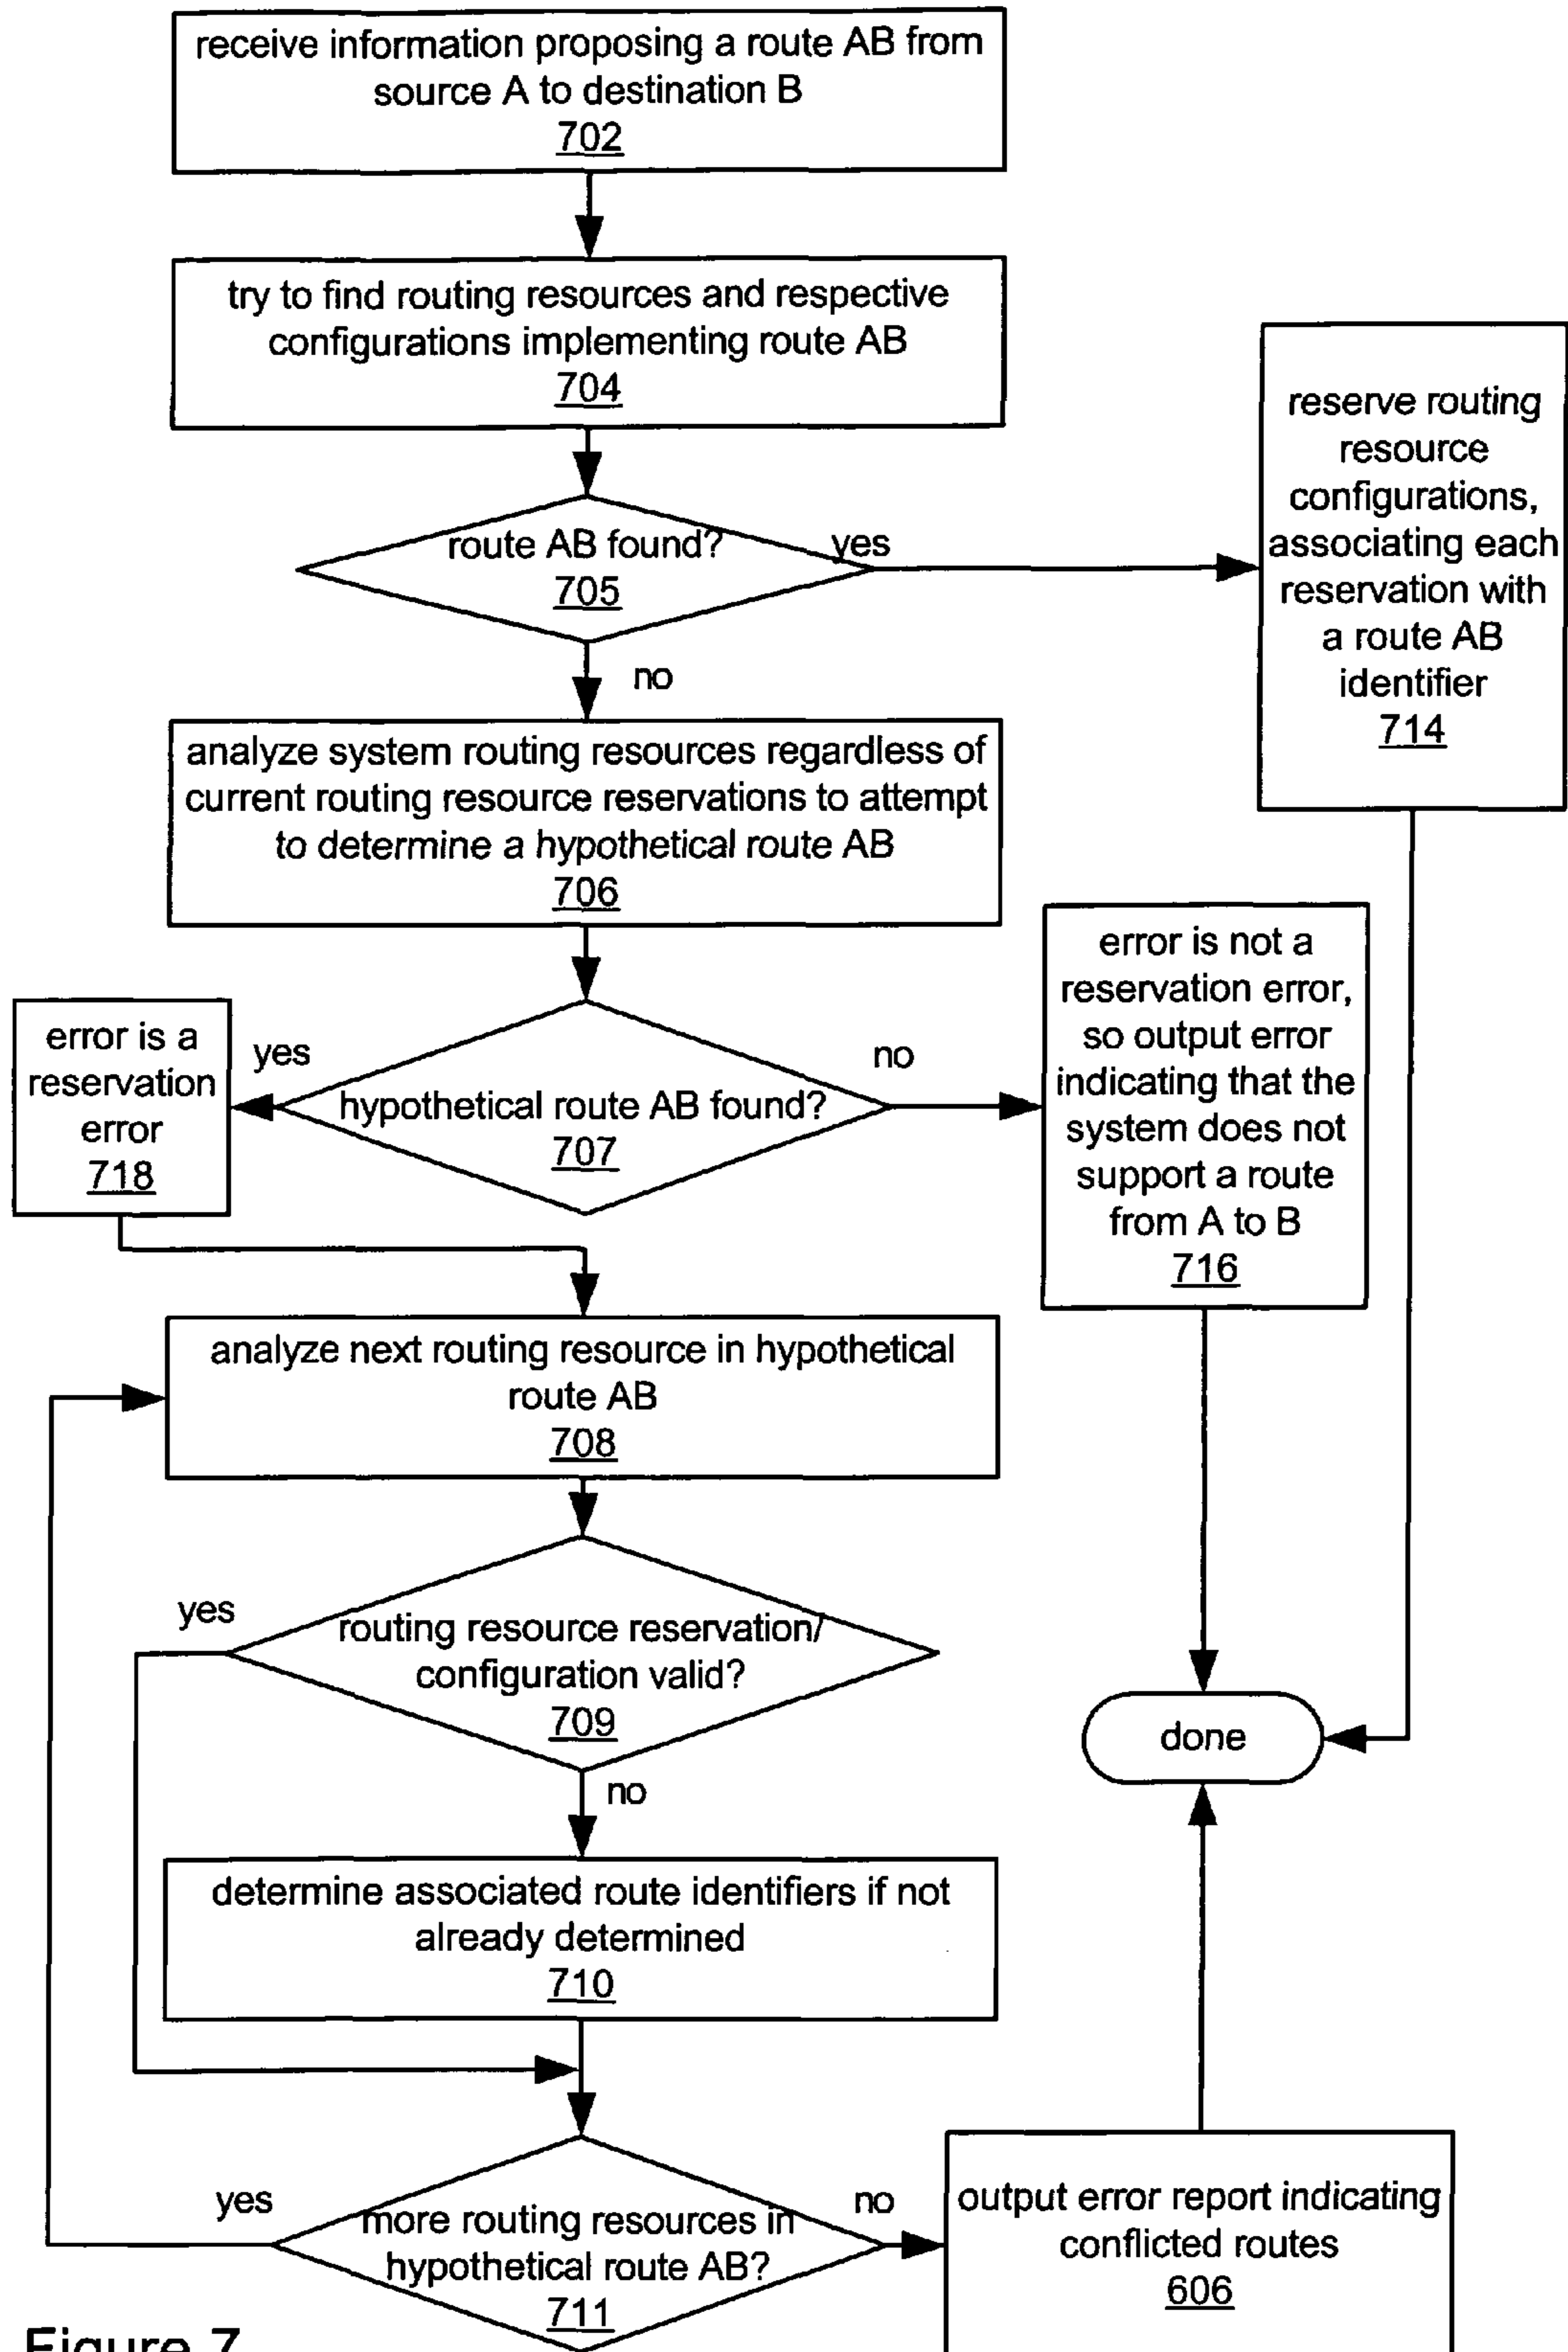 receive information proposing a route AB from
source A to destination B
702
try to find routing resources and respective
configurations implementing route AB
704
reserve routing
resource
configurations,
associating each
reservation with
a route AB
identifier
714
route AB found?
705
yes
no
analyze system routing resources regardless of
current routing resource reservations to attempt
to determine a hypothetical route AB
706
error is not a
reservation error,
so output error
indicating that the
system does not
support a route
from A to B
716
error is a
reservation
error
718
yes
hypothetical route AB found?
707
no
analyze next routing resource in hypothetical
route AB
708
yes
routing resource reservation/
configuration valid?
709
no
done
determine associated route identifiers if not
already determined
710
yes
more routing resources in
hypothetical route AB?
711
no
output error report indicating
conflicted routes
606
Figure 7